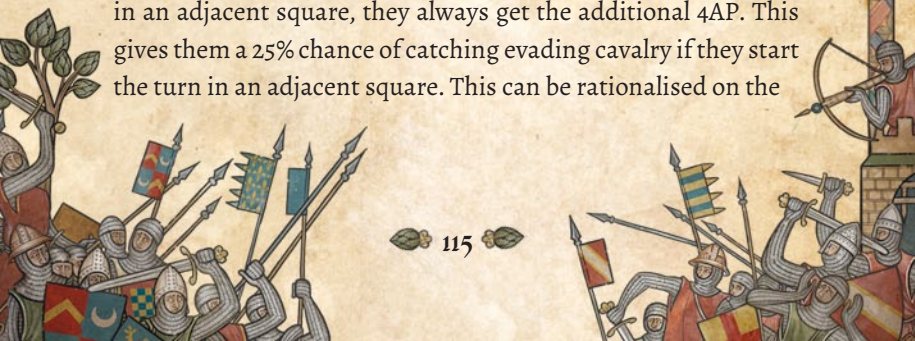 in an adjacent square, they always get the additional 4AP. This
gives them a 25% chance of catching evading cavalry if they start
the turn in an adjacent square. This can be rationalised on the
115